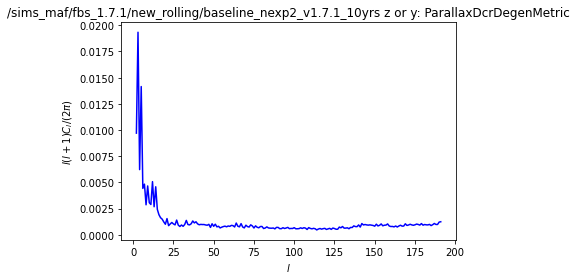 /sims_maf/fbs_1.7.1/new_rolling/baseline_nexp2_v1.7.1_10yrs z or y: ParallaxDcrDegenMetric
0.0200
0.0175
0.0150
0.0125
0.0100
0.0075
0.0050
0.0025
0.0000
l(l + 1)Cₗ/(2π)
0 25 50 75 100 125 150 175 200
l